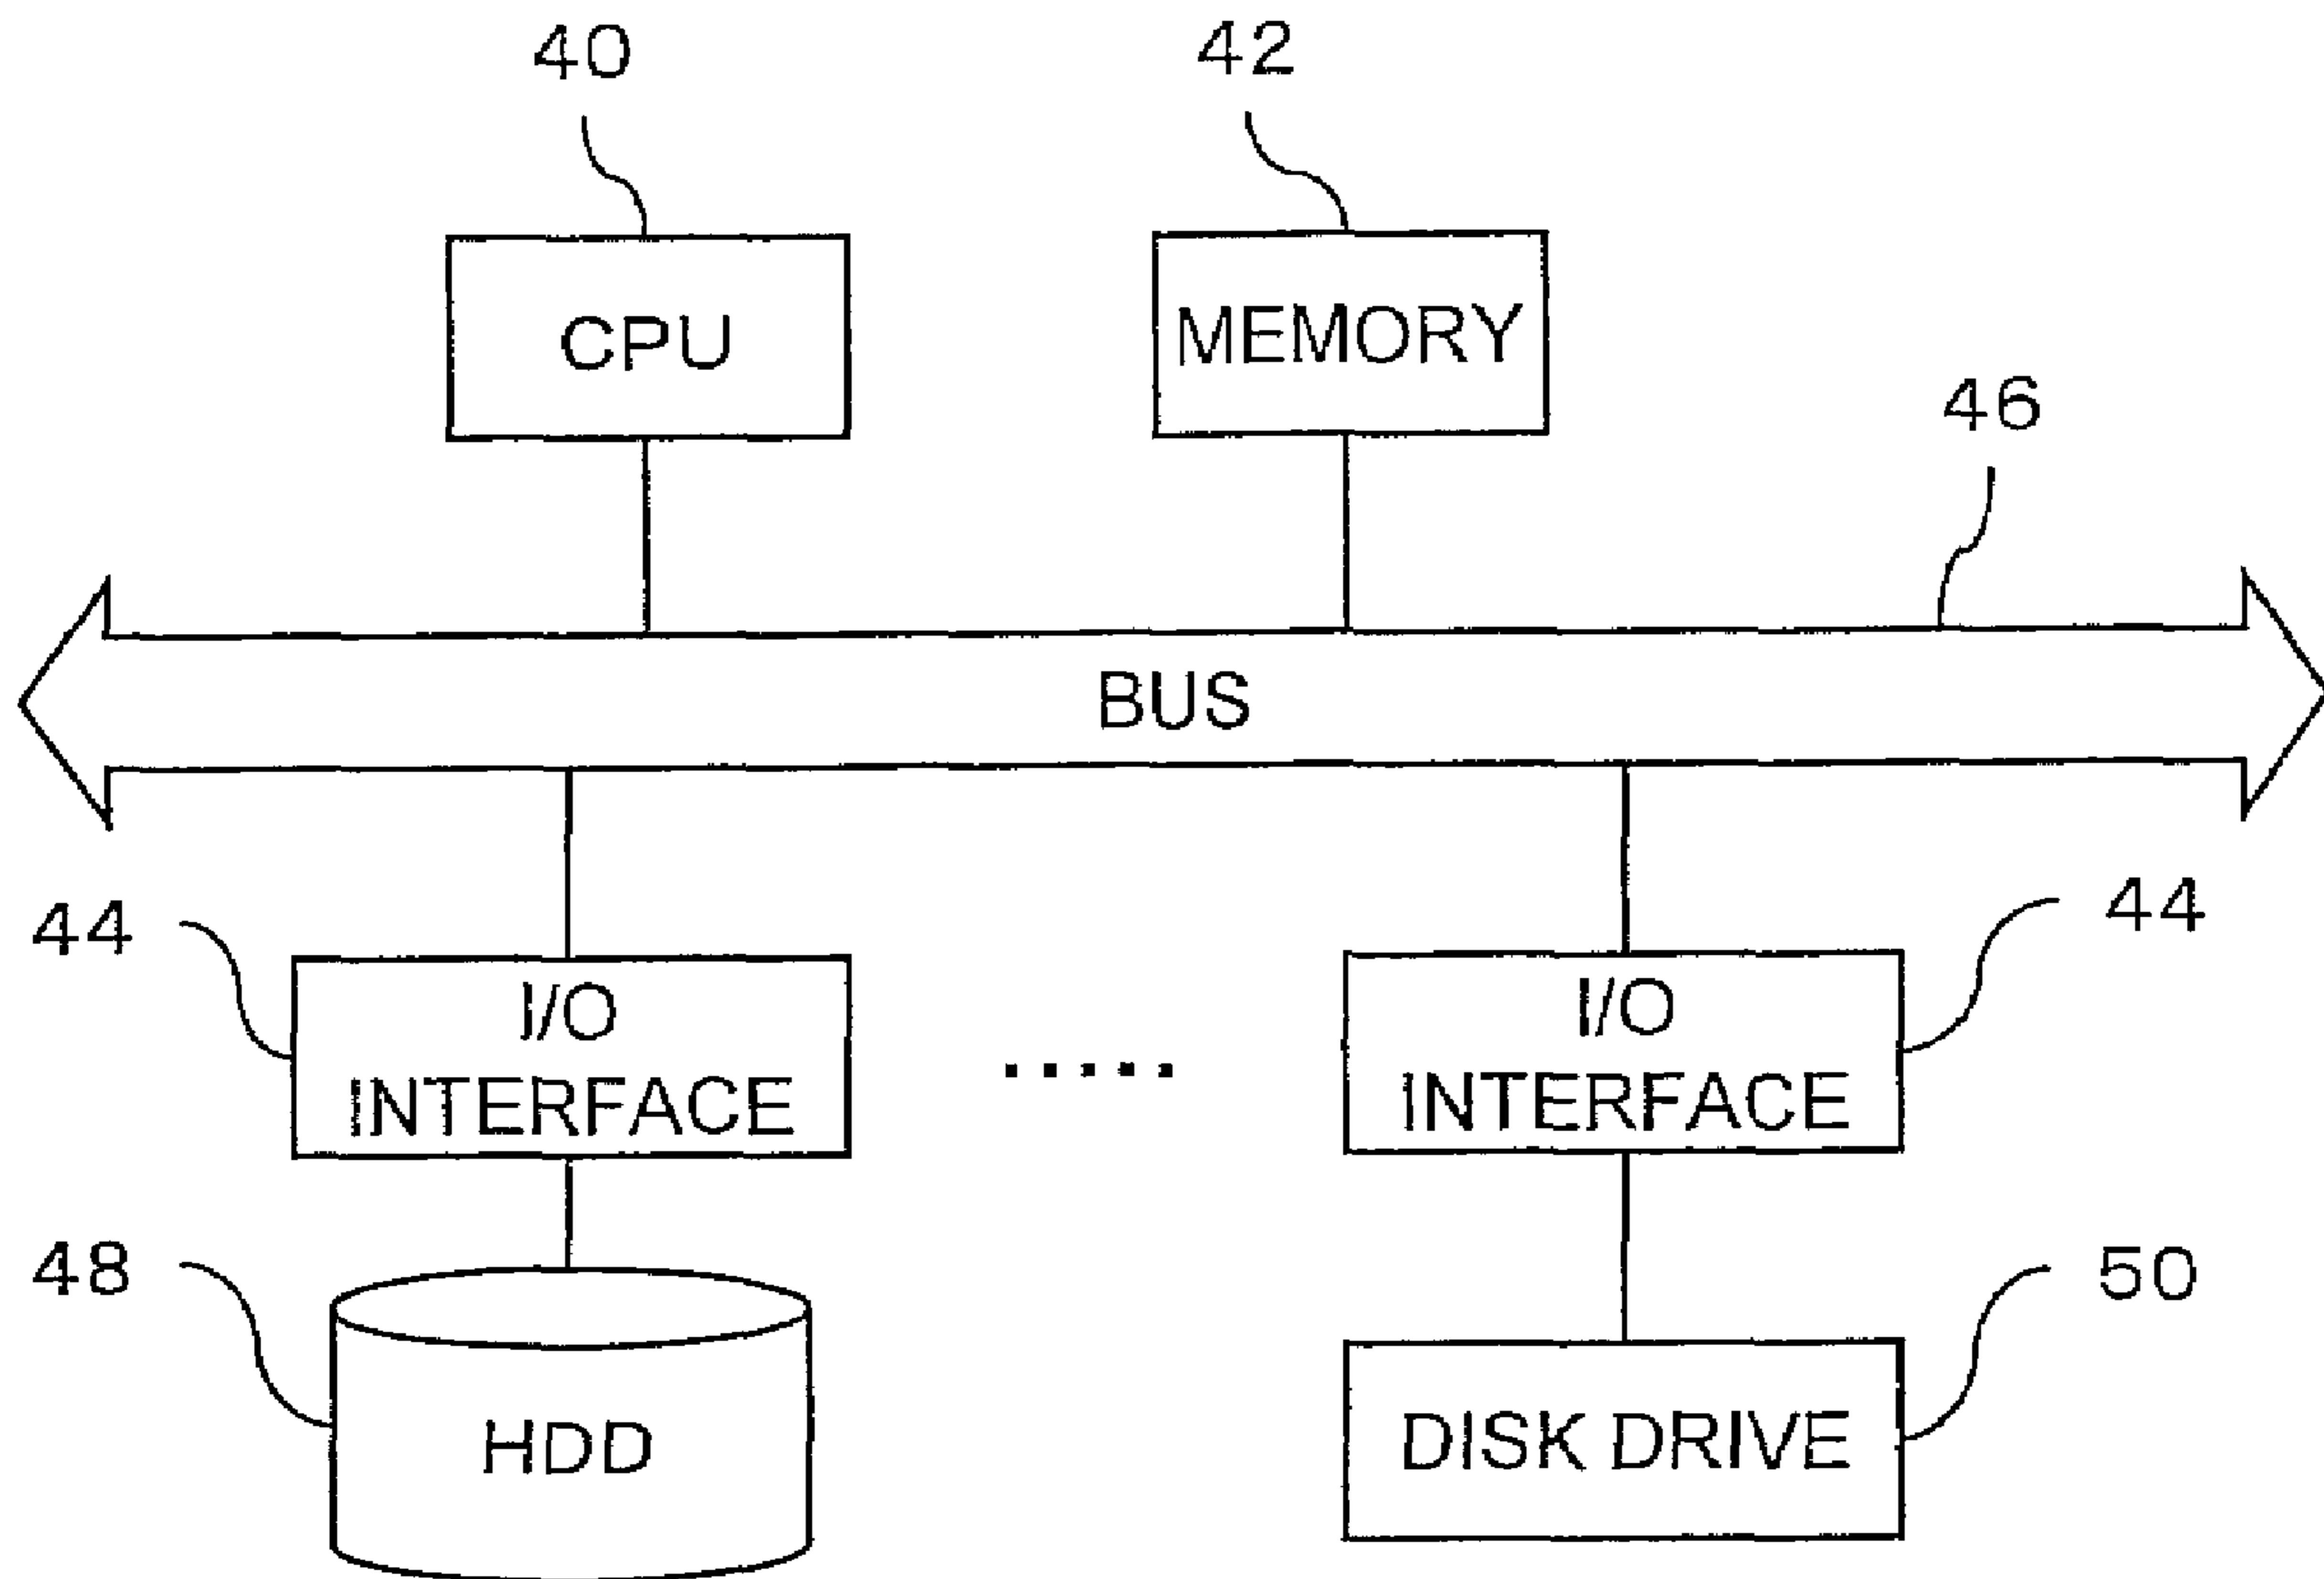 40
42
CPU
MEMORY
46
BUS
44
44
I/O
INTERFACE
I/O
INTERFACE
48
50
HDD
DISK DRIVE